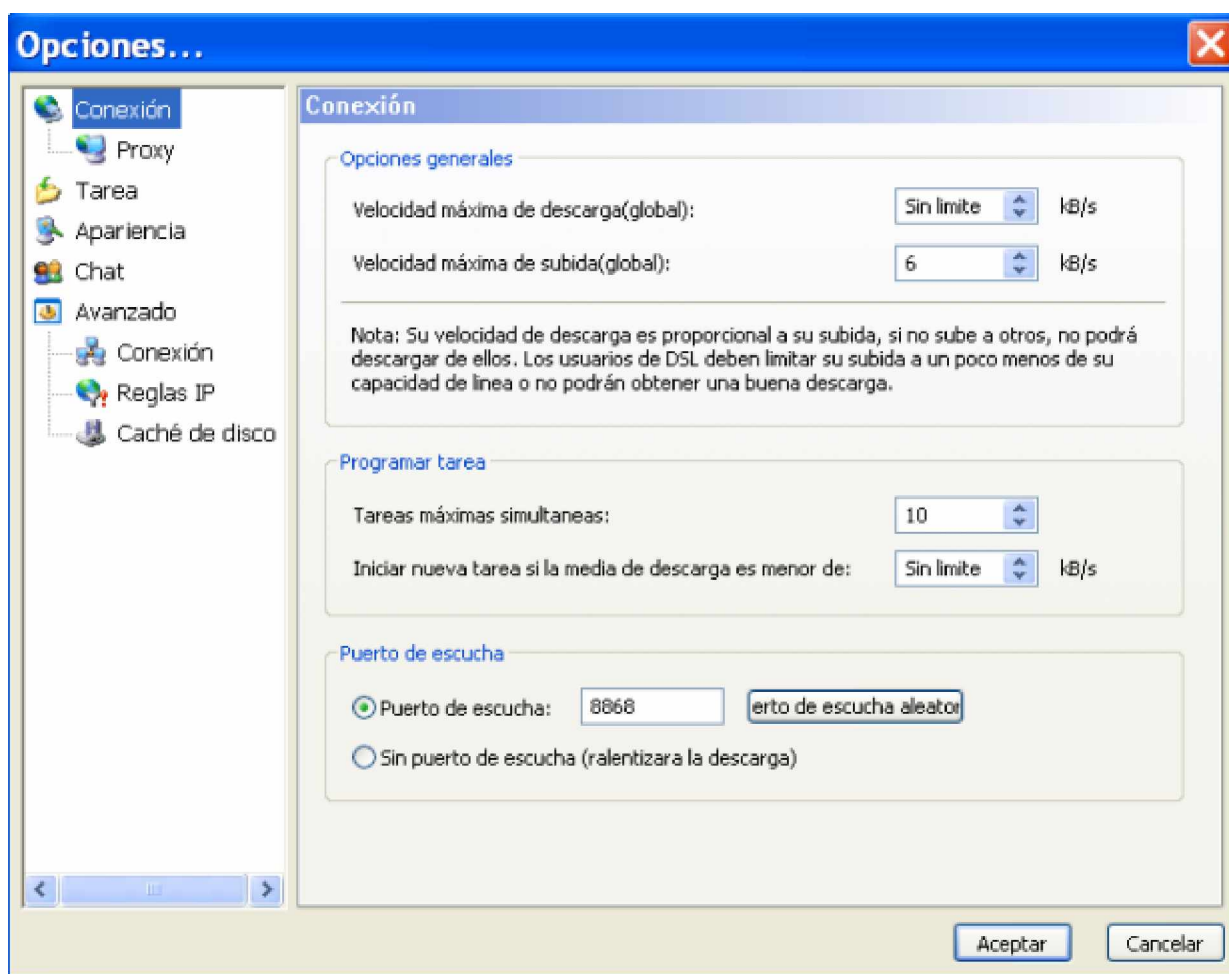 Opciones...
Conexión
Proxy
Tarea
Apariencia
Chat
Avanzado
Conexión
Reglas IP
Caché de disco
Conexión
Opciones generales
Velocidad máxima de descarga(global): Sin limite kB/s
Velocidad máxima de subida(global): 6 kB/s
Nota: Su velocidad de descarga es proporcional a su subida, si no sube a otros, no podrá
descargar de ellos. Los usuarios de DSL deben limitar su subida a un poco menos de su
capacidad de linea o no podrán obtener una buena descarga.
Programar tarea
Tareas máximas simultaneas: 10
Iniciar nueva tarea si la media de descarga es menor de: Sin limite kB/s
Puerto de escucha
Puerto de escucha: 8868 erto de escucha aleator
Sin puerto de escucha (ralentizara la descarga)
Aceptar Cancelar